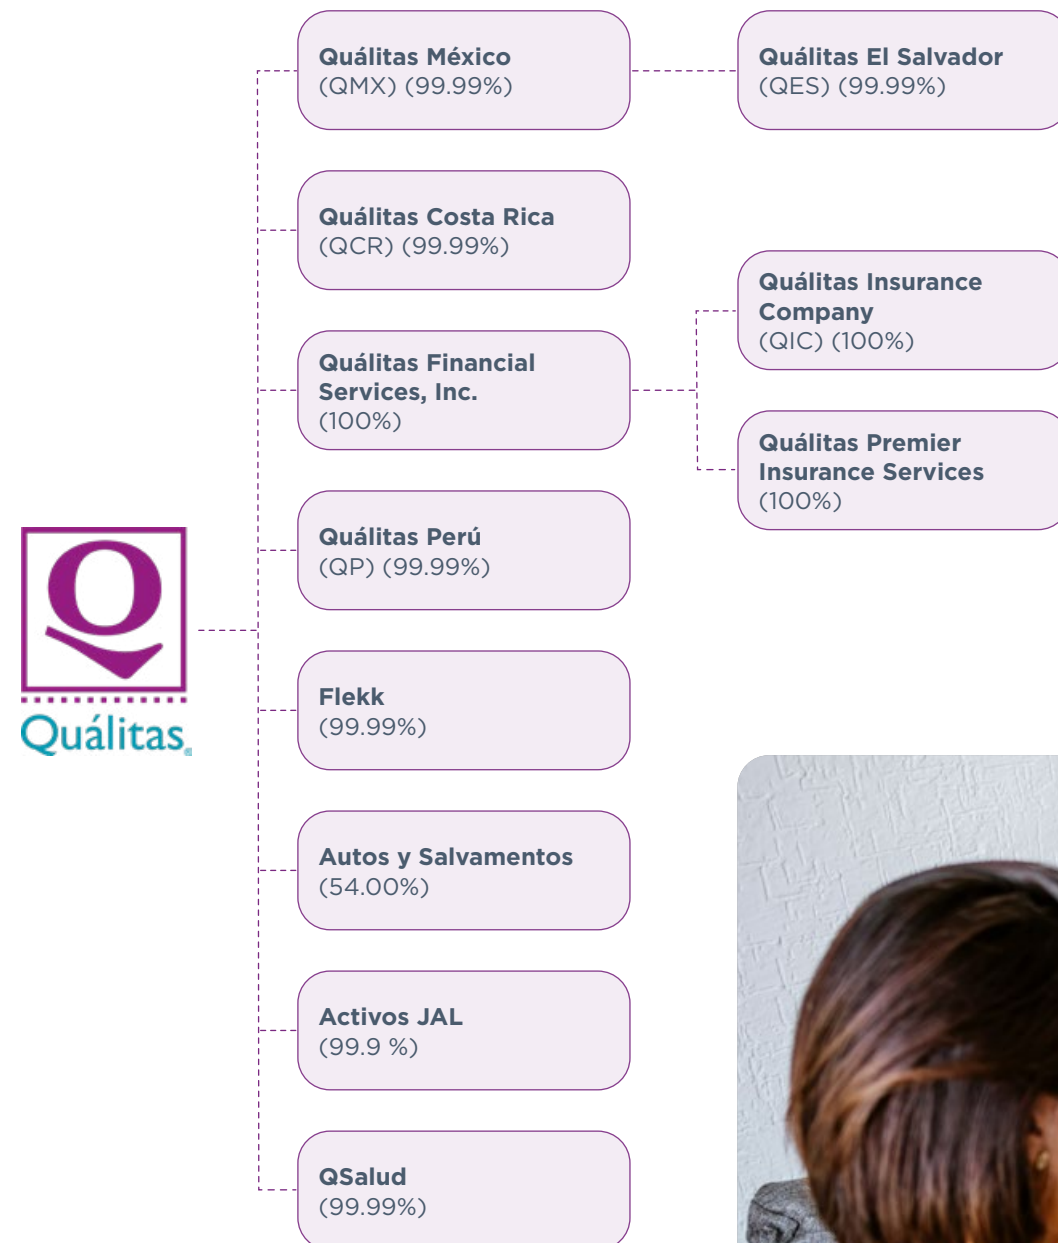 Quálitas México
(QMX) (99.99%)
Quálitas El Salvador
(QES) (99.99%)
Quálitas Costa Rica
(QCR) (99.99%)
Quálitas Financial
Services, Inc.
(100%)
Quálitas Insurance
Company
(QIC) (100%)
Quálitas Premier
Insurance Services
(100%)
Quálitas Perú
(QP) (99.99%)
Q
Quálitas®
Flekk
(99.99%)
Autos y Salvamentos
(54.00%)
Activos JAL
(99.9 %)
QSalud
(99.99%)